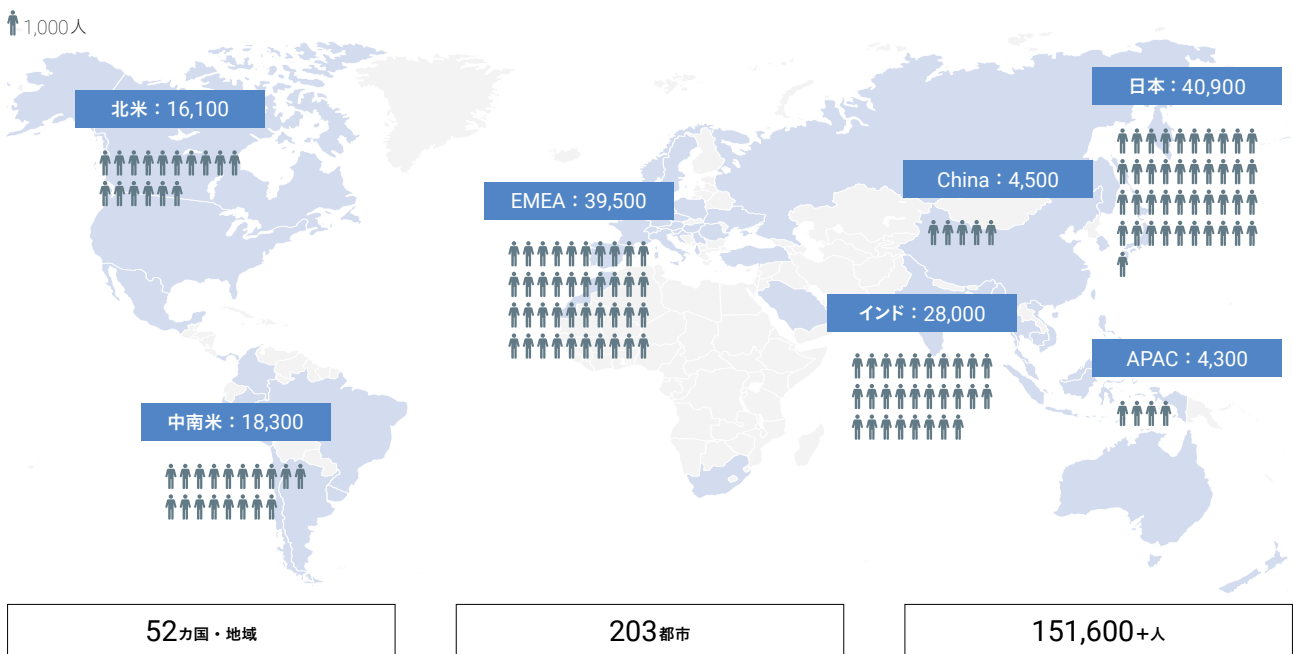 1,000人
北米：16,100
日本：40,900
China：4,500
EMEA：39,500
インド：28,000
APAC：4,300
中南米：18,300
52カ国・地域
203都市
151,600+人